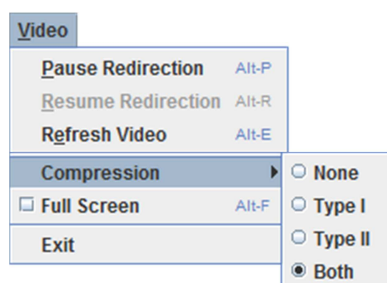 Video
Pause Redirection Alt-P
Resume Redirection Alt-R
Refresh Video Alt-E
Compression
None
Full Screen Alt-F
Type I
Type II
Exit
Both